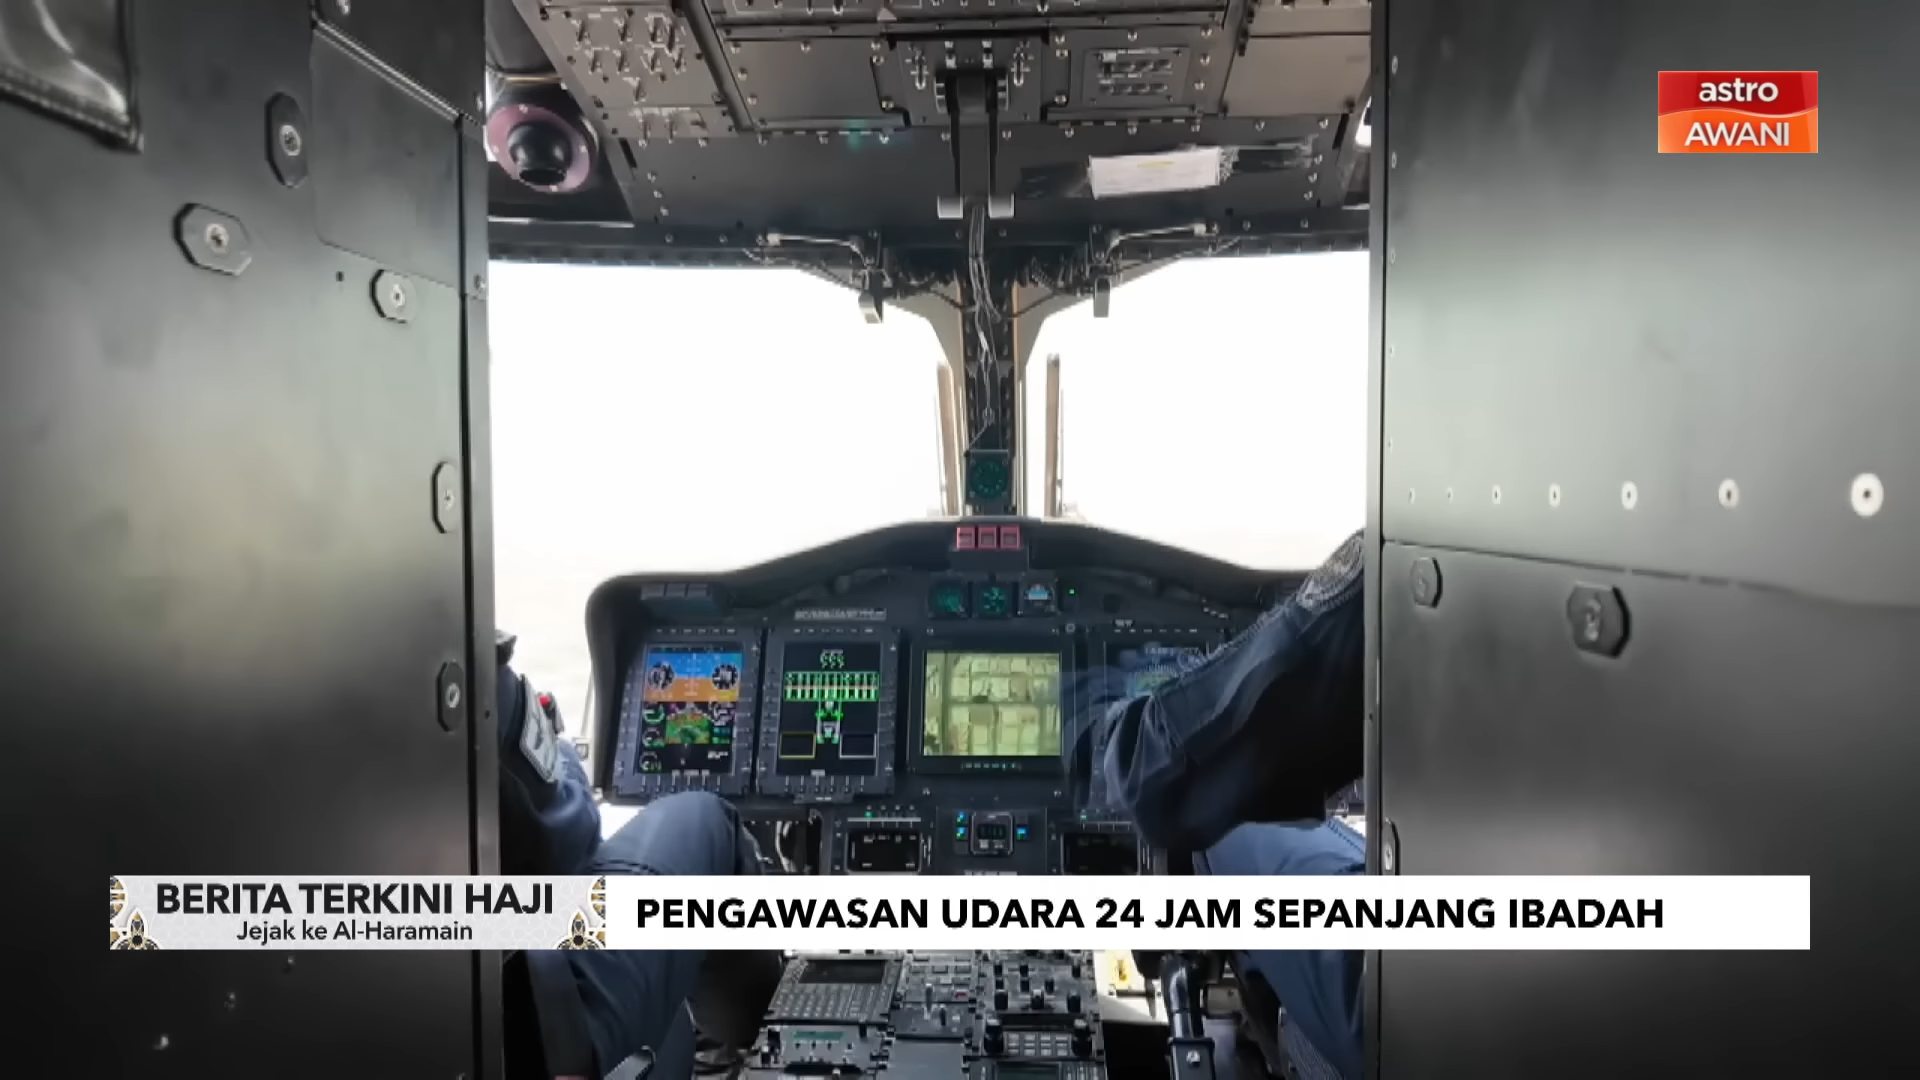 astro
AWANI
BERITA TERKINI HAJI
Jejak ke Al-Haramain
PENGAWASAN UDARA 24 JAM SEPANJANG IBADAH